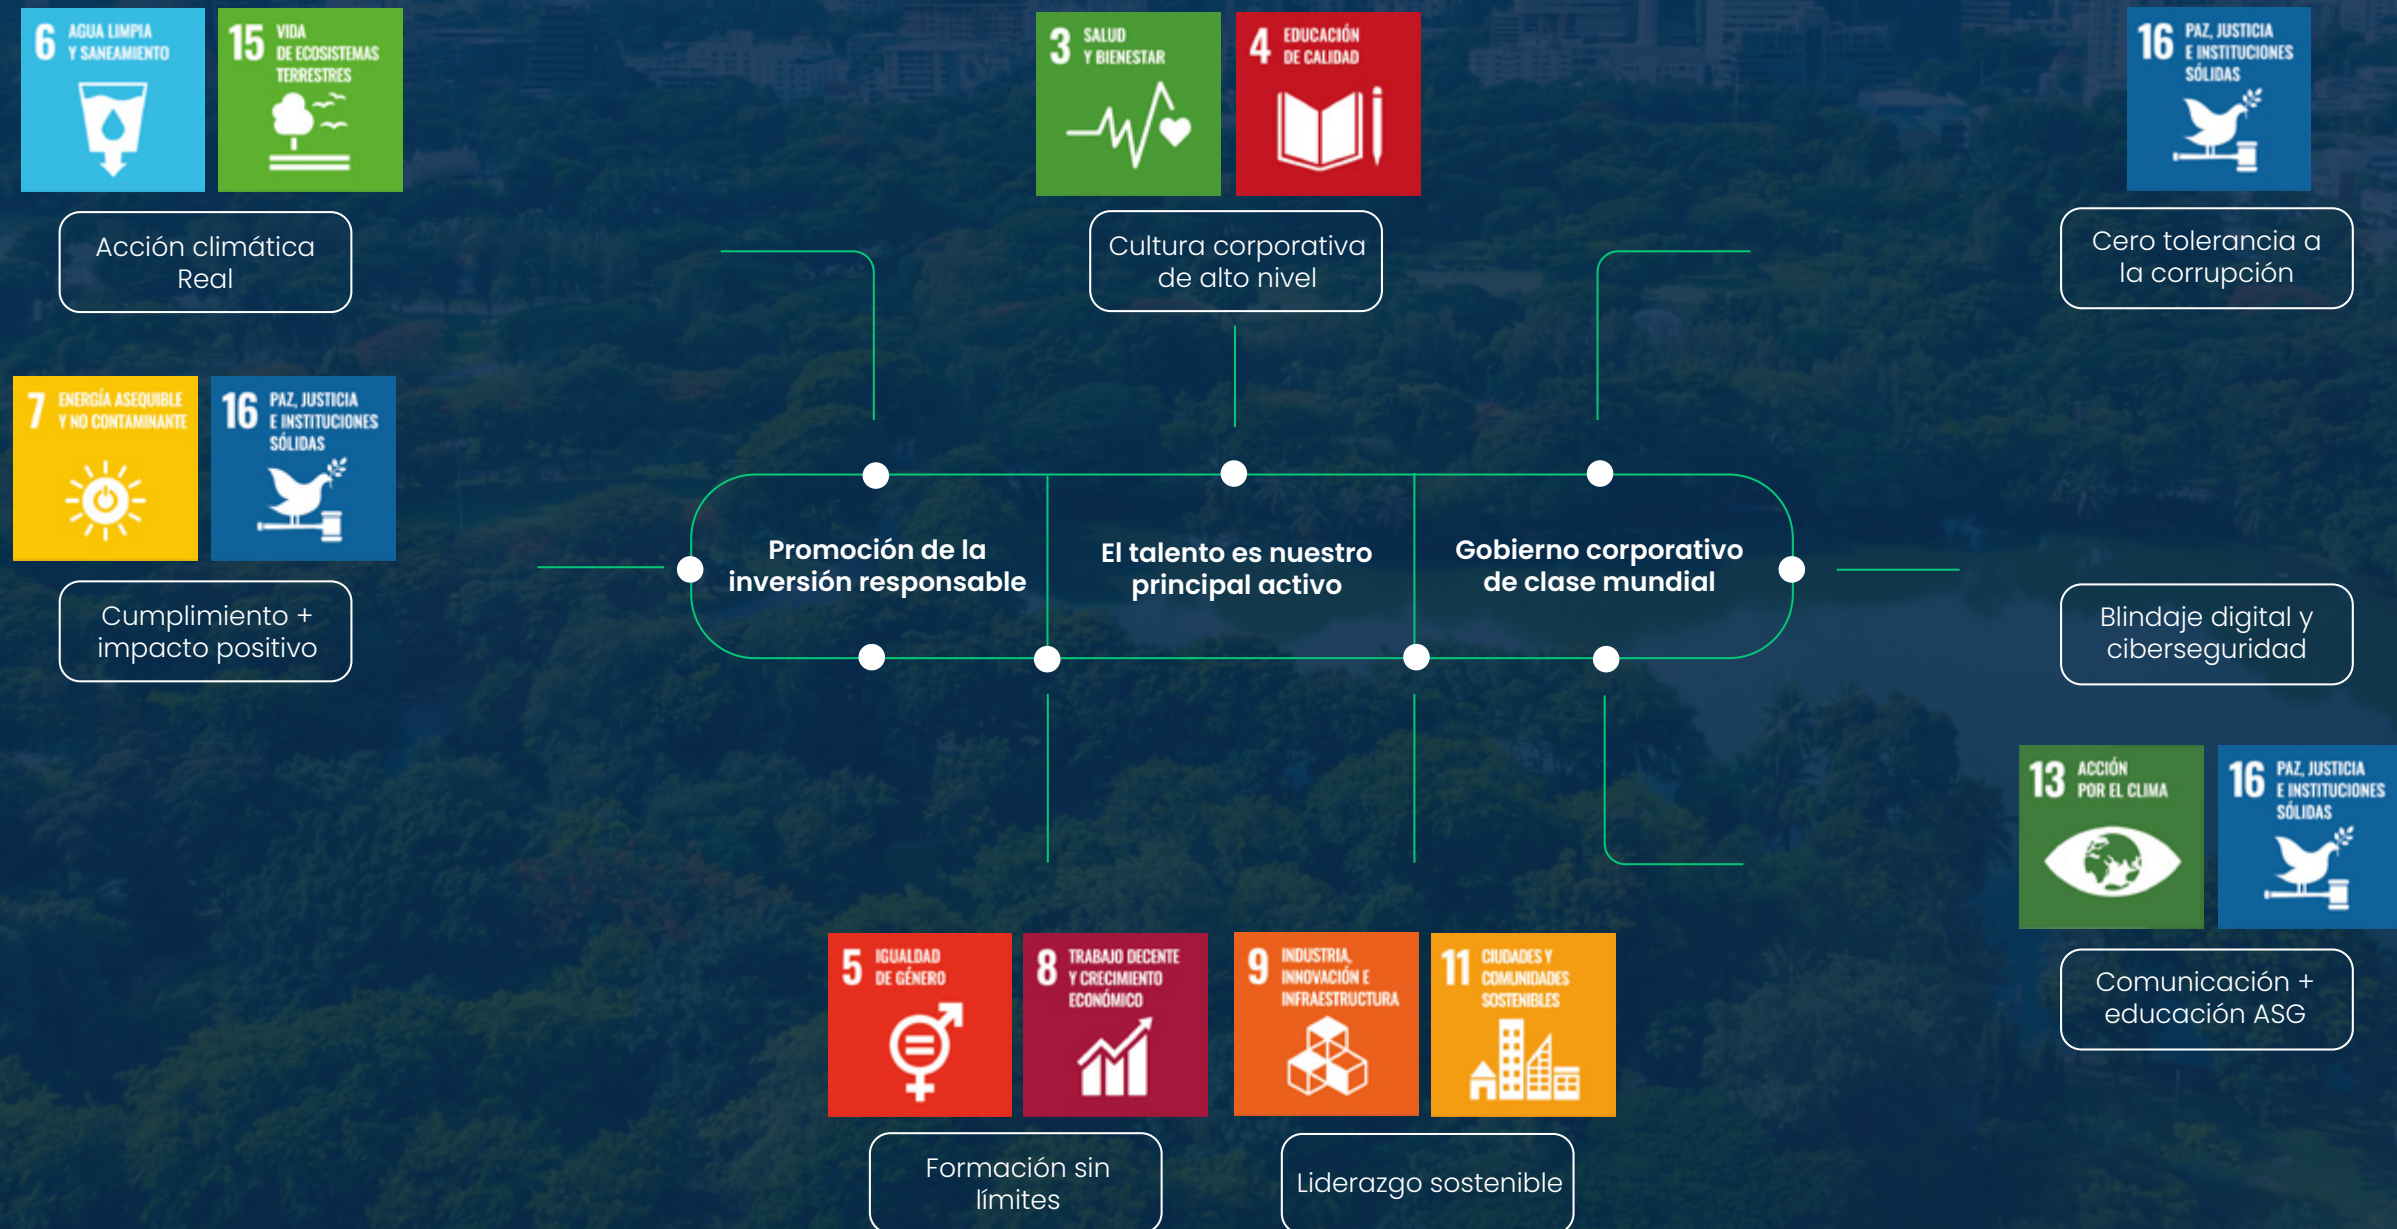 6 AGUA LIMPIA
Y SANEAMIENTO
15 VIDA
DE ECOSISTEMAS
TERRESTRES
Acción climática
Real
3 SALUD
Y BIENESTAR
4 EDUCACIÓN
DE CALIDAD
Cultura corporativa
de alto nivel
16 PAZ, JUSTICIA
E INSTITUCIONES
SÓLIDAS
Cero tolerancia a
la corrupción
7 ENERGÍA ASEQUIBLE
Y NO CONTAMINANTE
16 PAZ, JUSTICIA
E INSTITUCIONES
SÓLIDAS
Cumplimiento +
impacto positivo
Promoción de la
inversión responsable
El talento es nuestro
principal activo
Gobierno corporativo
de clase mundial
Blindaje digital y
ciberseguridad
13 ACCIÓN
POR EL CLIMA
16 PAZ, JUSTICIA
E INSTITUCIONES
SÓLIDAS
Comunicación +
educación ASG
5 IGUALDAD
DE GÉNERO
8 TRABAJO DECENTE
Y CRECIMIENTO
ECONÓMICO
Formación sin
límites
9 INDUSTRIA,
INNOVACIÓN E
INFRAESTRUCTURA
11 CIUDADES Y
COMUNIDADES
SOSTENIBLES
Liderazgo sostenible